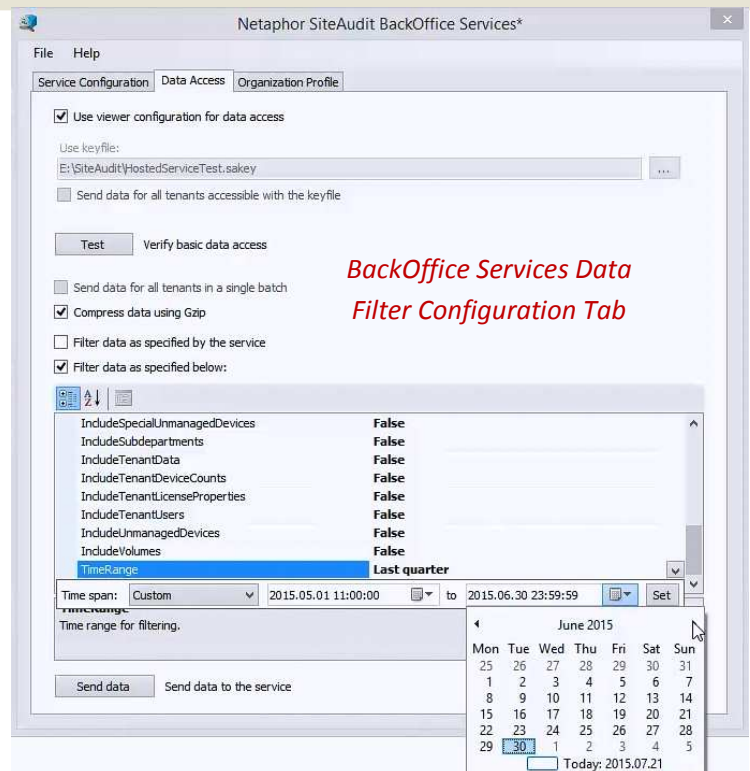 Netaphor SiteAudit BackOffice Services*
File Help
Service Configuration Data Access Organization Profile
Use viewer configuration for data access
Use keyfile:
E:\SiteAudit\HostedServiceTest.sakey
...
Send data for all tenants accessible with the keyfile
Test Verify basic data access
BackOffice Services Data
Filter Configuration Tab
Send data for all tenants in a single batch
Compress data using Gzip
Filter data as specified by the service
Filter data as specified below:
IncludeSpecialUnmanagedDevices False
IncludeSubdepartments False
IncludeTenantData False
IncludeTenantDeviceCounts False
IncludeTenantLicenseProperties False
IncludeTenantUsers False
IncludeUnmanagedDevices False
IncludeVolumes False
TimeRange Last quarter
Time span: Custom 2015.05.01 11:00:00 to 2015.06.30 23:59:59 Set
TimeRange
Time range for filtering.
June 2015
Mon Tue Wed Thu Fri Sat Sun
25 26 27 28 29 30 31
1 2 3 4 5 6 7
8 9 10 11 12 13 14
15 16 17 18 19 20 21
22 23 24 25 26 27 28
29 30 1 2 3 4 5
Today: 2015.07.21
Send data Send data to the service